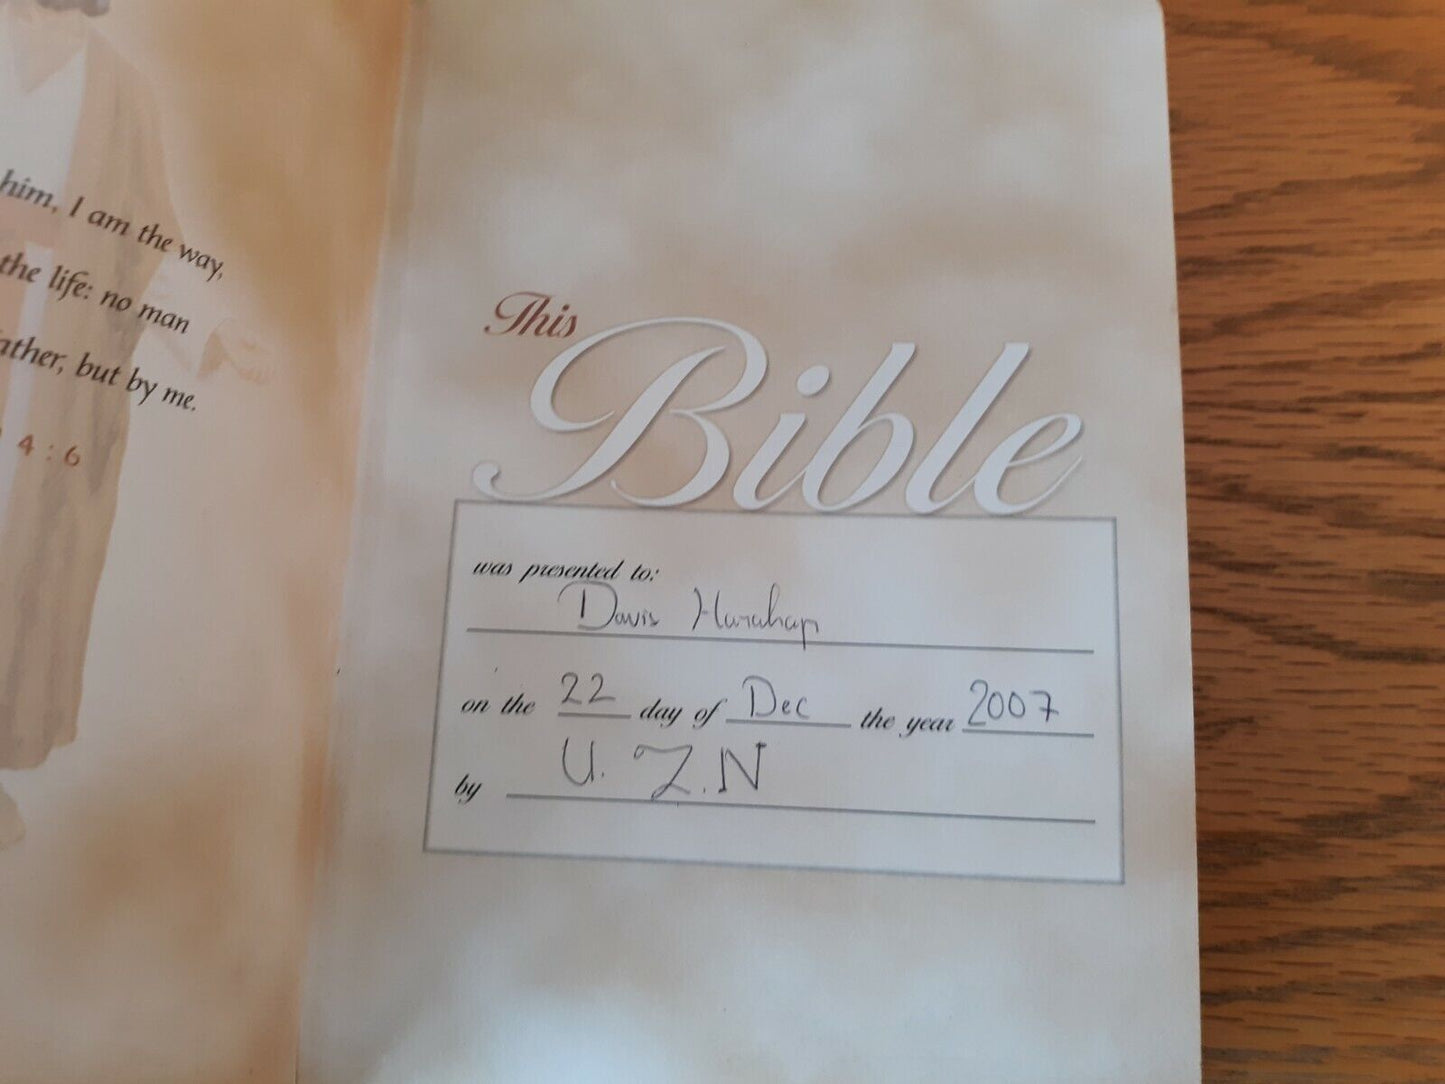 him, I am the way,
the life: no man
ather, but by me.
4:6
This
Bible
was presented to:
Davis Harahap
on the 22 day of Dec the year 2007
by U. Z.N